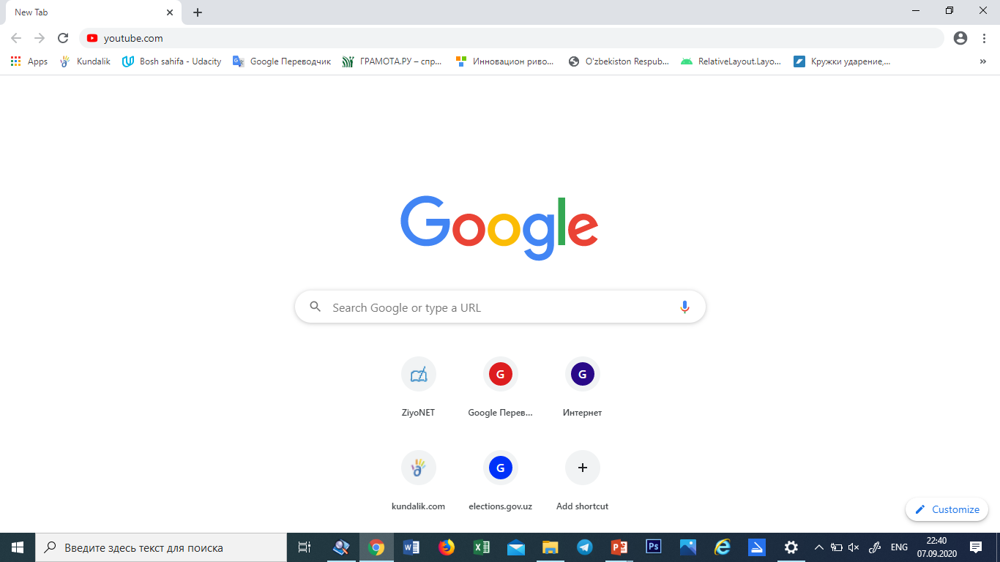 New Tab
youtube.com
Apps Kundalik Bosh sahifa - Udacity Google Переводчик ГРАМОТА.РУ – спр... Инновацион риво... O'zbekiston Respub... RelativeLayout.Layo... Кружки ударение,... »
Google
Search Google or type a URL
G G
ZiyoNET Google Перев... Интернет
G
kundalik.com elections.gov.uz Add shortcut
Customize
Введите здесь текст для поиска
Ps
ENG
22:40
07.09.2020